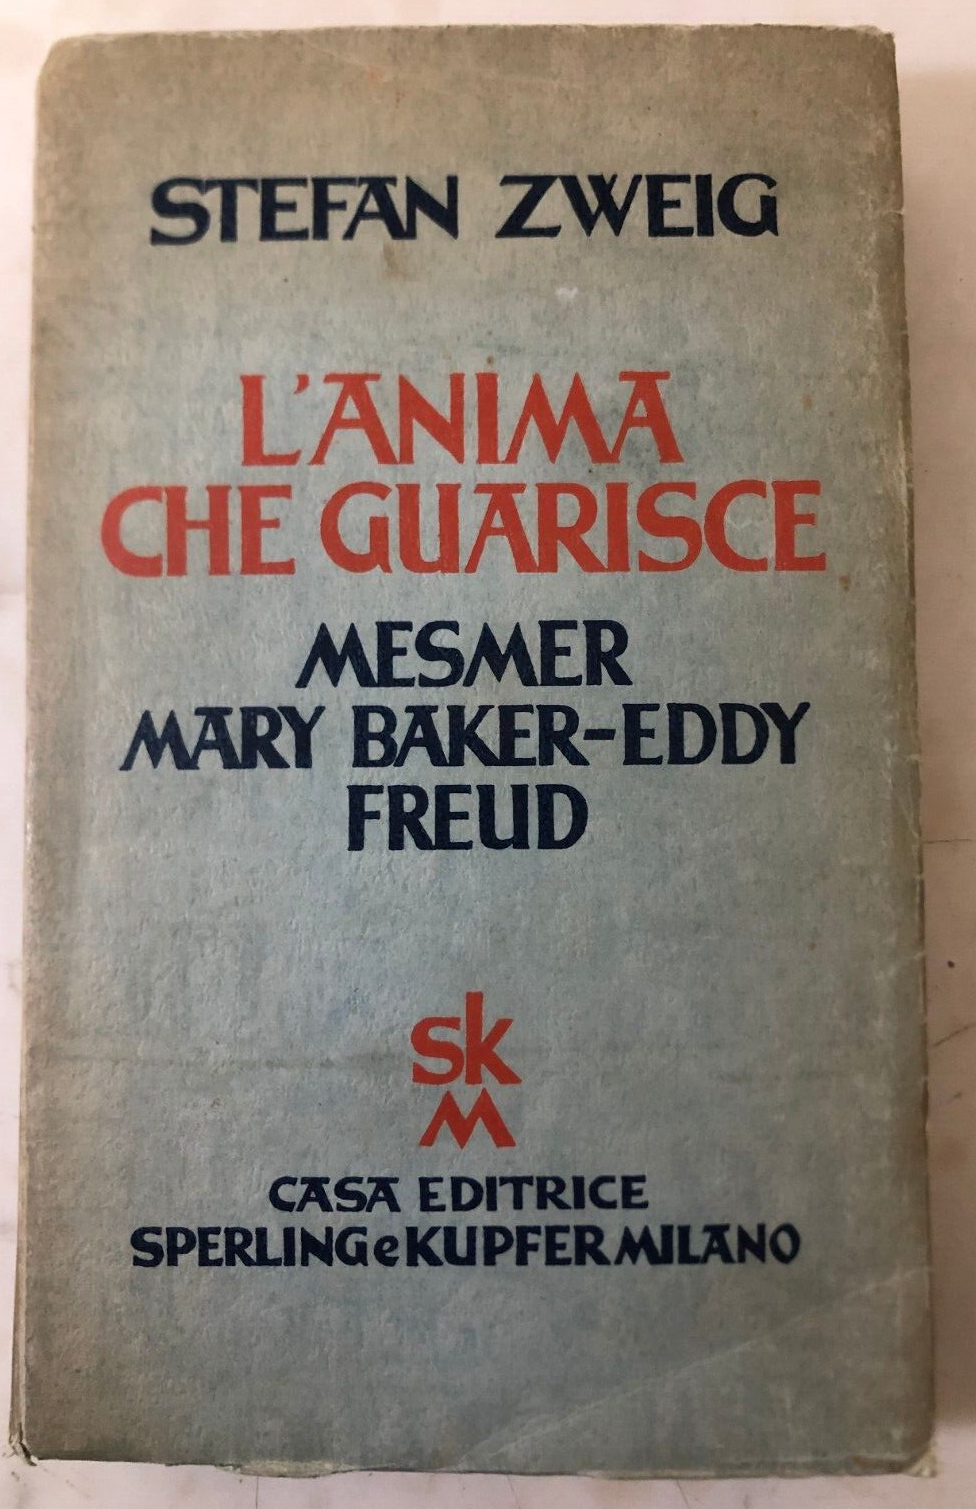 STEFAN ZWEIG
L'ANIMA
CHE GUARISCE
MESMER
MARY BAKER-EDDY
FREUD
sk
M
CASA EDITRICE
SPERLING e KUPFER MILANO